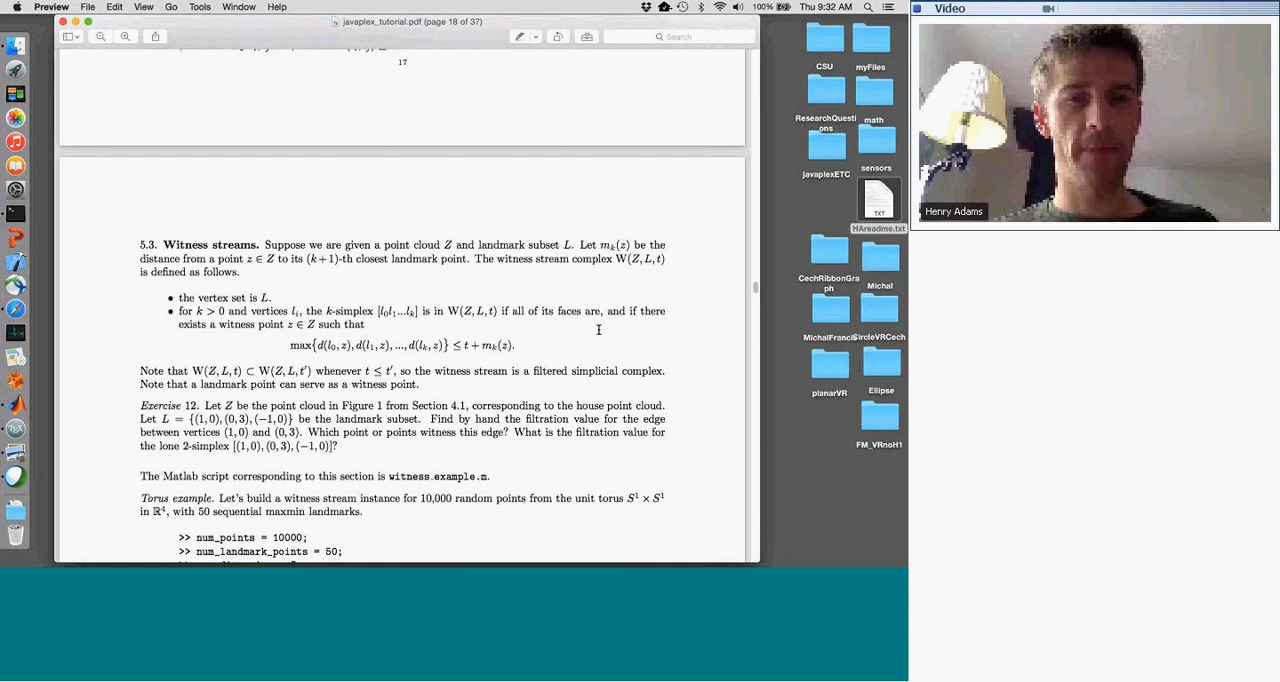 Preview File Edit View Go Tools Window Help
100% Thu 9:32 AM
Video
javaplex_tutorial.pdf (page 18 of 37)
Search
17
5.3. Witness streams. Suppose we are given a point cloud Z and landmark subset L. Let m_k(z) be the
distance from a point z ∈ Z to its (k+1)-th closest landmark point. The witness stream complex W(Z, L, t)
is defined as follows.
• the vertex set is L.
• for k > 0 and vertices l_i, the k-simplex [l_0l_1...l_k] is in W(Z, L, t) if all of its faces are, and if there
exists a witness point z ∈ Z such that
max{d(l_0, z), d(l_1, z), ..., d(l_k, z)} ≤ t + m_k(z).
Note that W(Z, L, t) ⊂ W(Z, L, t′) whenever t ≤ t′, so the witness stream is a filtered simplicial complex.
Note that a landmark point can serve as a witness point.
Exercise 12. Let Z be the point cloud in Figure 1 from Section 4.1, corresponding to the house point cloud.
Let L = {(1, 0), (0, 3), (−1, 0)} be the landmark subset. Find by hand the filtration value for the edge
between vertices (1, 0) and (0, 3). Which point or points witness this edge? What is the filtration value for
the lone 2-simplex [(1, 0), (0, 3), (−1, 0)]?
The Matlab script corresponding to this section is witness_example.m.
Torus example. Let's build a witness stream instance for 10,000 random points from the unit torus S^1 × S^1
in ℝ^4, with 50 sequential maxmin landmarks.
>> num_points = 10000;
>> num_landmark_points = 50;
CSU
myFiles
ResearchQuesti
ons
math
javaplexETC
sensors
TXT
HAreadme.txt
CechRibbonGra
ph
Michal
MichalFrancis
CircleVRCech
planarVR
Ellipse
FM_VRnoH1
Henry Adams